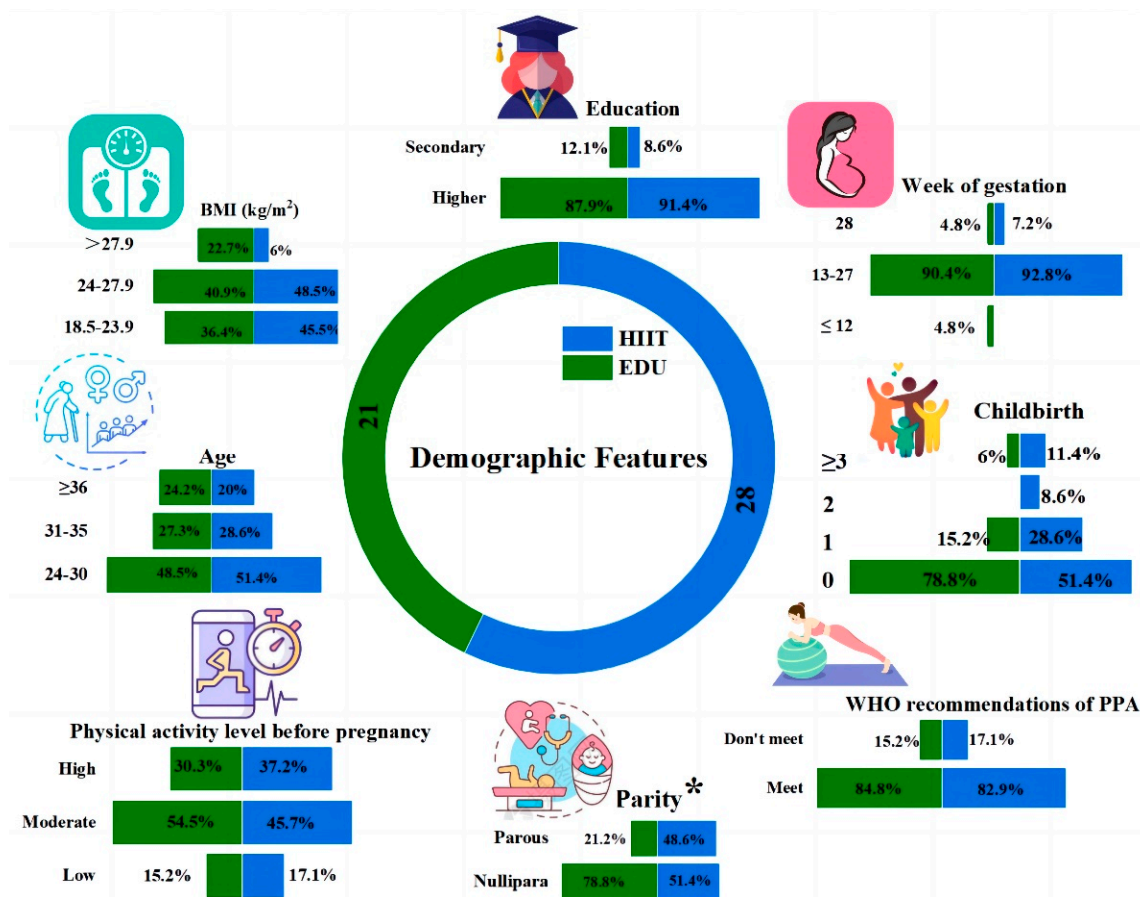 Education
Secondary 12.1% 8.6%
Higher 87.9% 91.4%
Week of gestation
28 4.8% 7.2%
13-27 90.4% 92.8%
≤ 12 4.8%
BMI (kg/m²)
>27.9 22.7% 6%
24-27.9 40.9% 48.5%
18.5-23.9 36.4% 45.5%
HIIT
EDU
21
Demographic Features
28
Childbirth
≥3 6% 11.4%
2 8.6%
1 15.2% 28.6%
0 78.8% 51.4%
Age
≥36 24.2% 20%
31-35 27.3% 28.6%
24-30 48.5% 51.4%
WHO recommendations of PPA
Don't meet 15.2% 17.1%
Meet 84.8% 82.9%
Physical activity level before pregnancy
High 30.3% 37.2%
Moderate 54.5% 45.7%
Low 15.2% 17.1%
Parity*
Parous 21.2% 48.6%
Nullipara 78.8% 51.4%